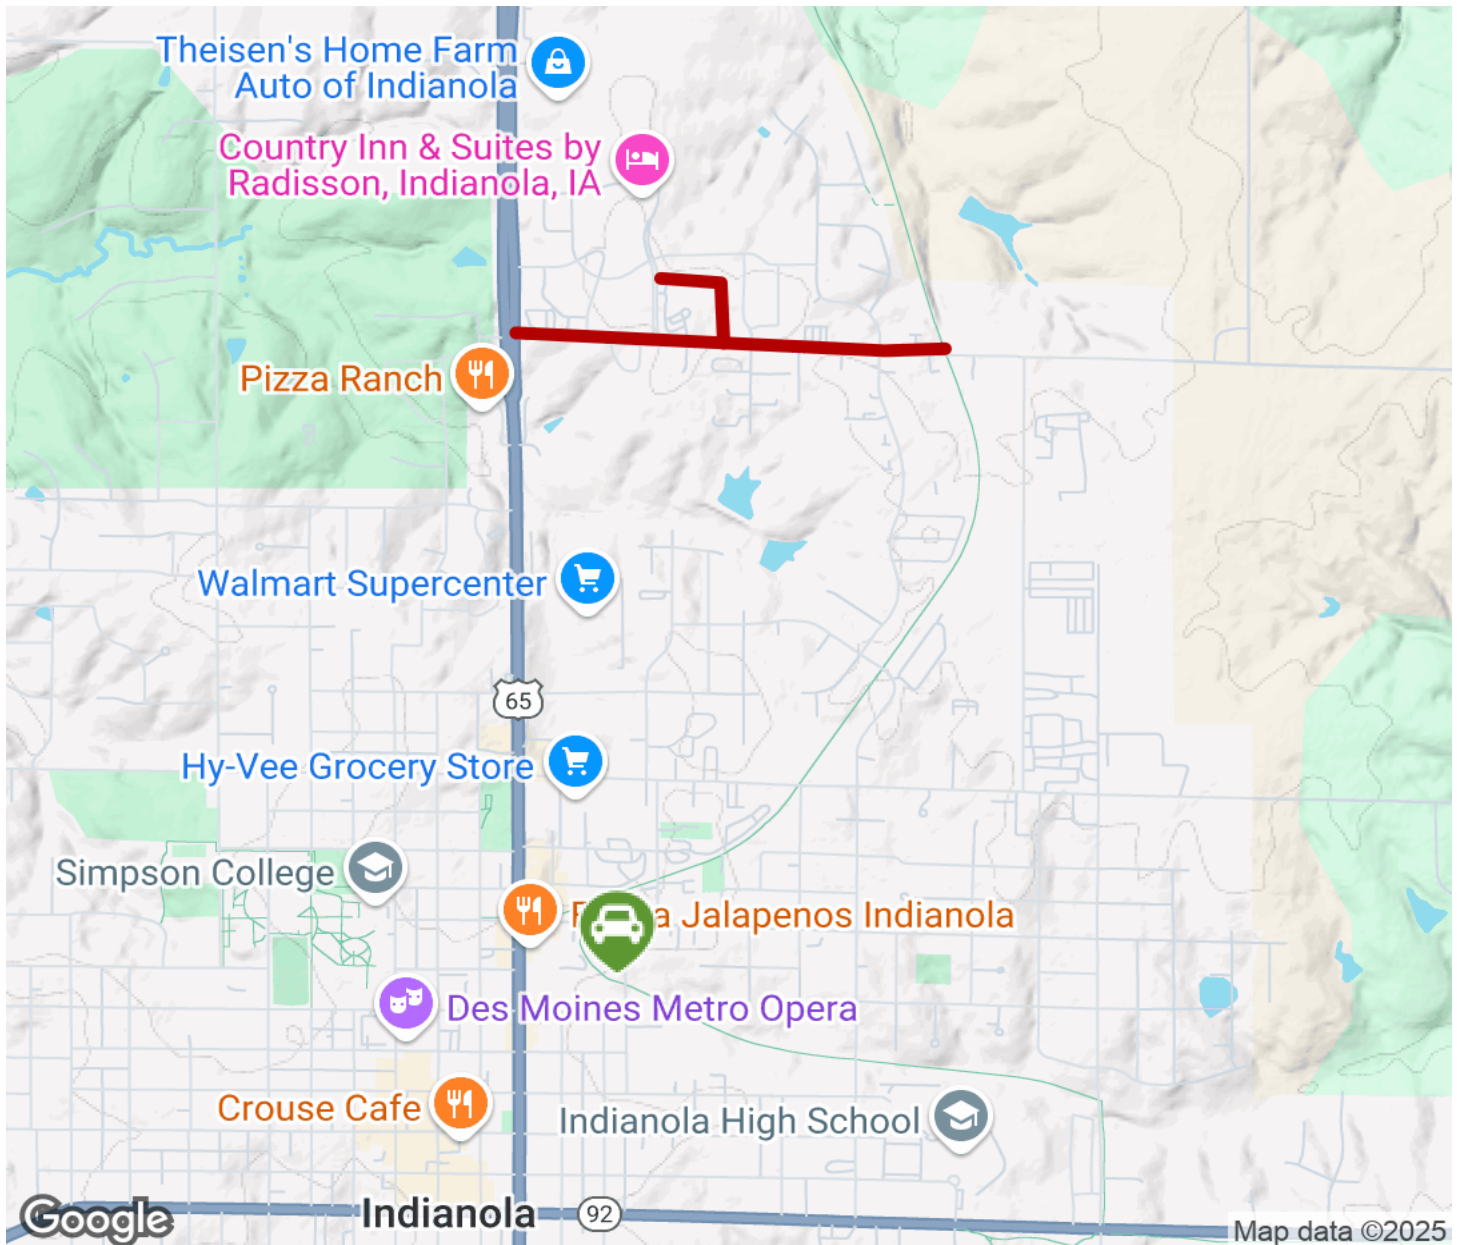 Theisen's Home Farm
Auto of Indianola
Country Inn & Suites by
Radisson, Indianola, IA
Pizza Ranch
Walmart Supercenter
65
Hy-Vee Grocery Store
Simpson College
a Jalapenos Indianola
Des Moines Metro Opera
Crouse Cafe
Indianola High School
Indianola
92
Google
Map data ©2025